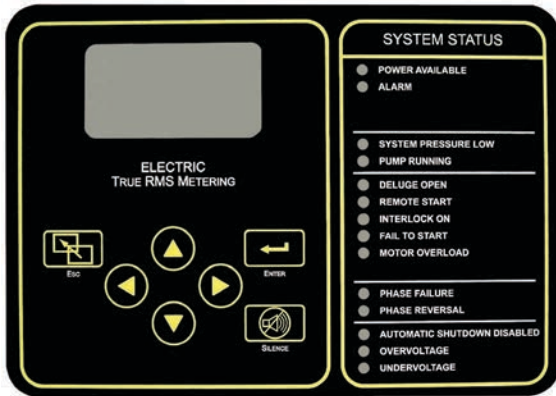 ELECTRIC
TRUE RMS METERING
ESC
ENTER
SILENCE
SYSTEM STATUS
POWER AVAILABLE
ALARM
SYSTEM PRESSURE LOW
PUMP RUNNING
DELUGE OPEN
REMOTE START
INTERLOCK ON
FAIL TO START
MOTOR OVERLOAD
PHASE FAILURE
PHASE REVERSAL
AUTOMATIC SHUTDOWN DISABLED
OVERVOLTAGE
UNDERVOLTAGE